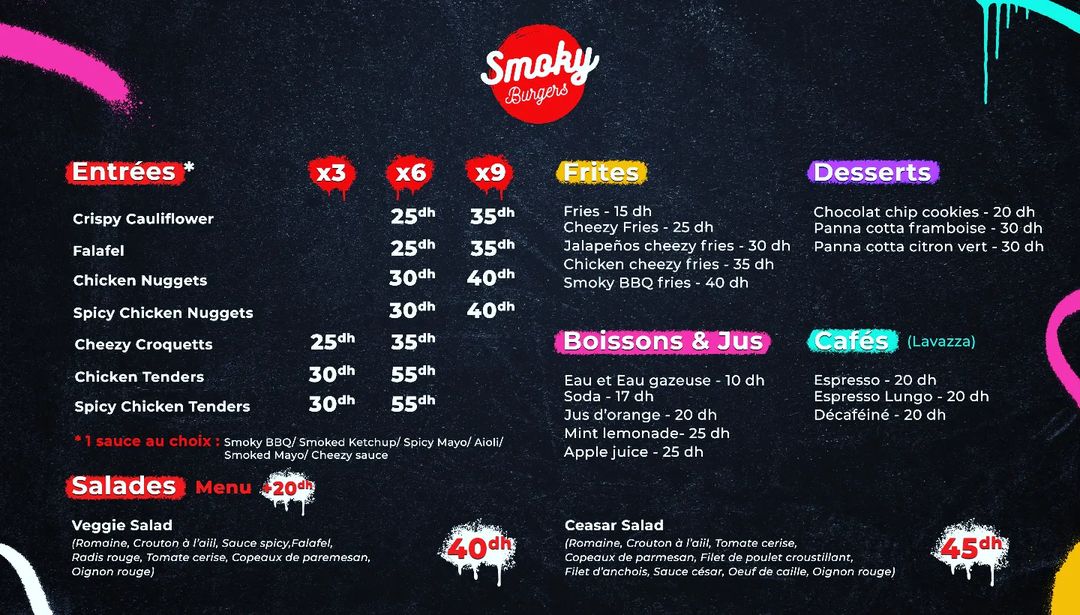 Smoky
Burgers
Entrées * x3 x6 x9
Crispy Cauliflower 25dh 35dh
Falafel 25dh 35dh
Chicken Nuggets 30dh 40dh
Spicy Chicken Nuggets 30dh 40dh
Cheezy Croquetts 25dh 35dh
Chicken Tenders 30dh 55dh
Spicy Chicken Tenders 30dh 55dh
* 1 sauce au choix : Smoky BBQ/ Smoked Ketchup/ Spicy Mayo/ Aioli/
Smoked Mayo/ Cheezy sauce
Frites
Fries - 15 dh
Cheezy Fries - 25 dh
Jalapeños cheezy fries - 30 dh
Chicken cheezy fries - 35 dh
Smoky BBQ fries - 40 dh
Desserts
Chocolat chip cookies - 20 dh
Panna cotta framboise - 30 dh
Panna cotta citron vert - 30 dh
Boissons & Jus
Eau et Eau gazeuse - 10 dh
Soda - 17 dh
Jus d'orange - 20 dh
Mint lemonade- 25 dh
Apple juice - 25 dh
Cafés (Lavazza)
Espresso - 20 dh
Espresso Lungo - 20 dh
Décaféiné - 20 dh
Salades Menu +20dh
Veggie Salad
(Romaine, Crouton à l'aiil, Sauce spicy,Falafel,
Radis rouge, Tomate cerise, Copeaux de paremesan,
Oignon rouge)
40dh
Ceasar Salad
(Romaine, Crouton à l'aiil, Tomate cerise,
Copeaux de parmesan, Filet de poulet croustillant,
Filet d'anchois, Sauce césar, Oeuf de caille, Oignon rouge)
45dh